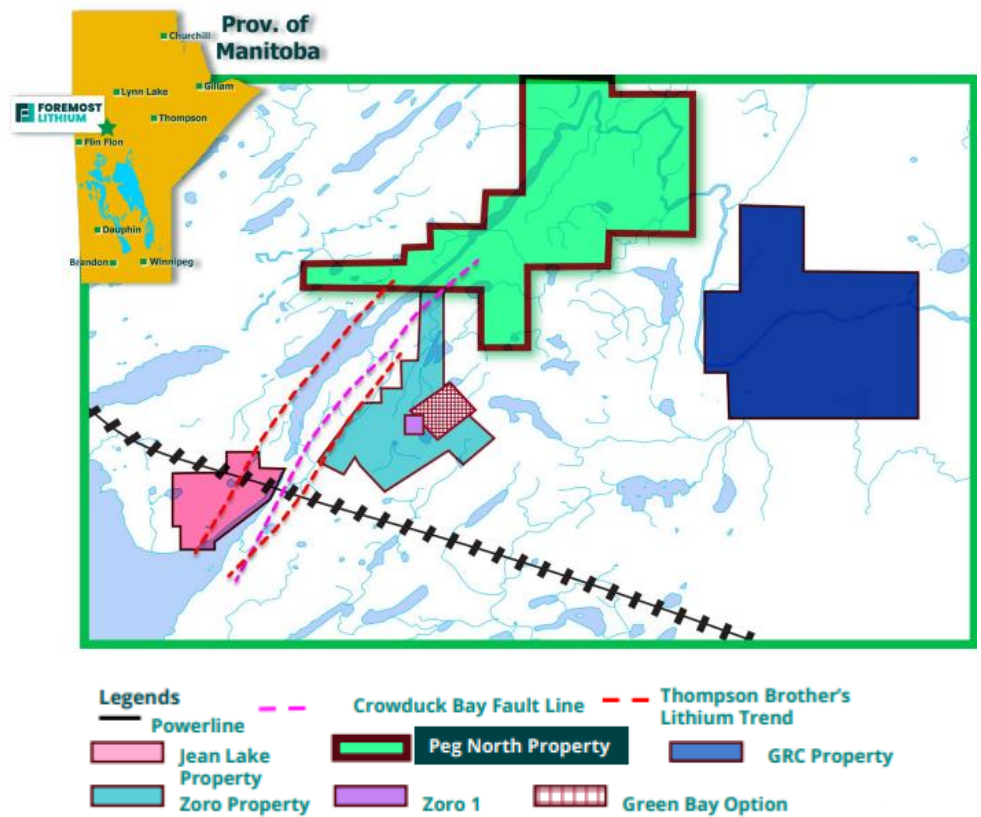 Prov. of
Manitoba
Churchill
Lynn Lake
Gillam
FOREMOST
LITHIUM
Thompson
Flin Flon
Dauphin
Brandon
Winnipeg
Legends
Powerline
Crowduck Bay Fault Line
Thompson Brother's
Lithium Trend
Jean Lake
Property
Peg North Property
GRC Property
Zoro Property
Zoro 1
Green Bay Option